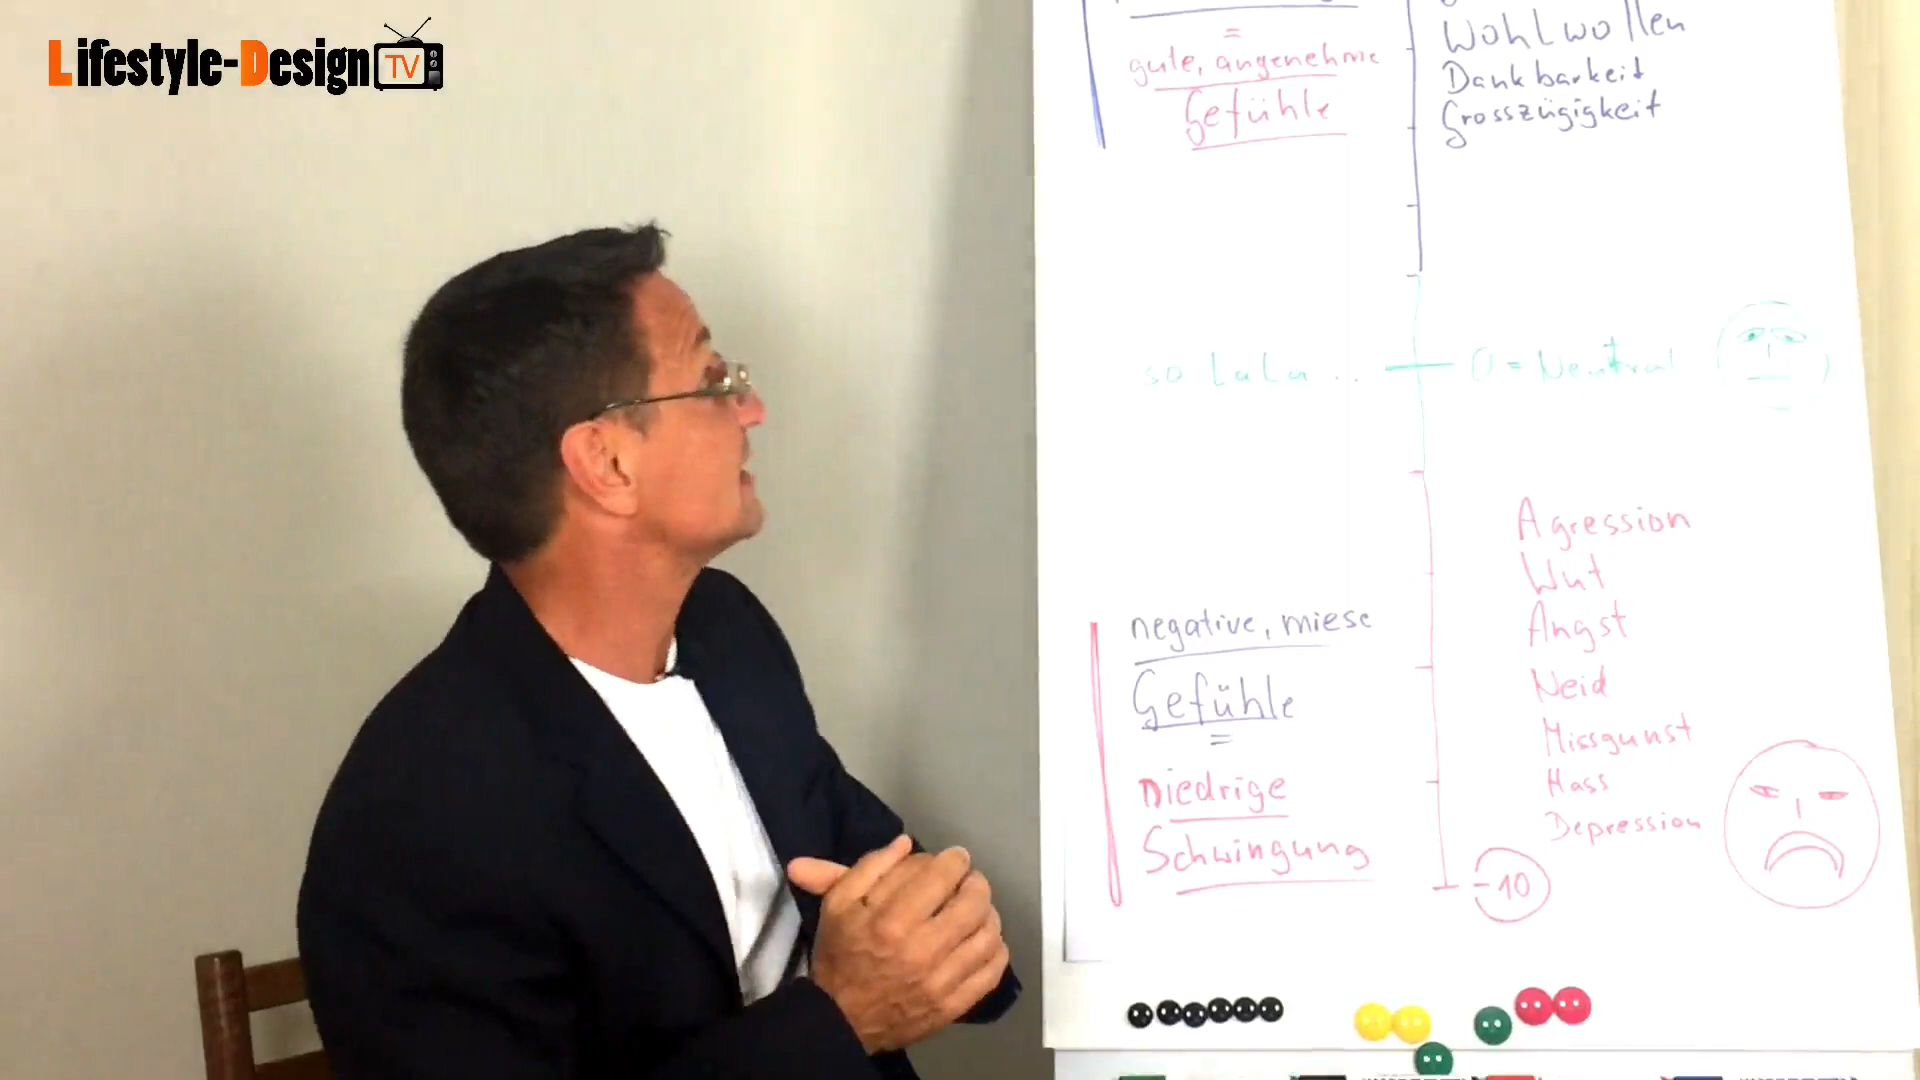 Lifestyle-Design TV
=
gute, angenehme
Gefühle
Wohlwollen
Dankbarkeit
Grosszügigkeit
so LaLa .. 0 = Neutral
negative, miese
Gefühle
=
Niedrige
Schwingung
Agression
Wut
Angst
Neid
Missgunst
Hass
Depression
-10